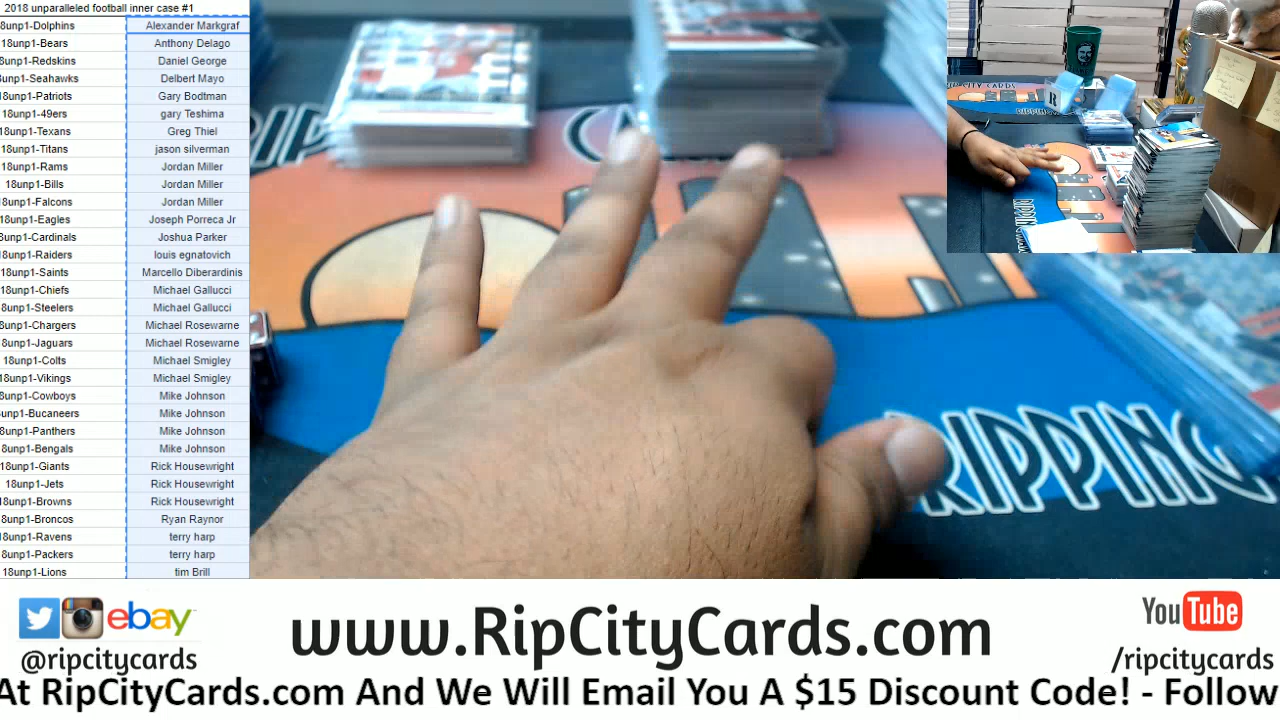 2018 unparalleled football inner case #1
8unp1-Dolphins Alexander Markgraf
18unp1-Bears Anthony Delago
18unp1-Redskins Daniel George
8unp1-Seahawks Delbert Mayo
18unp1-Patriots Gary Bodtman
18unp1-49ers gary Teshima
18unp1-Texans Greg Thiel
18unp1-Titans jason silverman
18unp1-Rams Jordan Miller
18unp1-Bills Jordan Miller
18unp1-Falcons Jordan Miller
18unp1-Eagles Joseph Porreca Jr
8unp1-Cardinals Joshua Parker
18unp1-Raiders louis egnatovich
18unp1-Saints Marcello Diberardinis
18unp1-Chiefs Michael Gallucci
8unp1-Steelers Michael Gallucci
8unp1-Chargers Michael Rosewarne
8unp1-Jaguars Michael Rosewarne
18unp1-Colts Michael Smigley
18unp1-Vikings Michael Smigley
8unp1-Cowboys Mike Johnson
unp1-Bucaneers Mike Johnson
8unp1-Panthers Mike Johnson
8unp1-Bengals Mike Johnson
18unp1-Giants Rick Housewright
18unp1-Jets Rick Housewright
18unp1-Browns Rick Housewright
8unp1-Broncos Ryan Raynor
18unp1-Ravens terry harp
8unp1-Packers terry harp
18unp1-Lions tim Brill
RIP
C
RIPPING
RIP CITY CARDS
RIPPING
R
ebay
@ripcitycards
www.RipCityCards.com
YouTube
/ripcitycards
At RipCityCards.com And We Will Email You A $15 Discount Code! - Follow